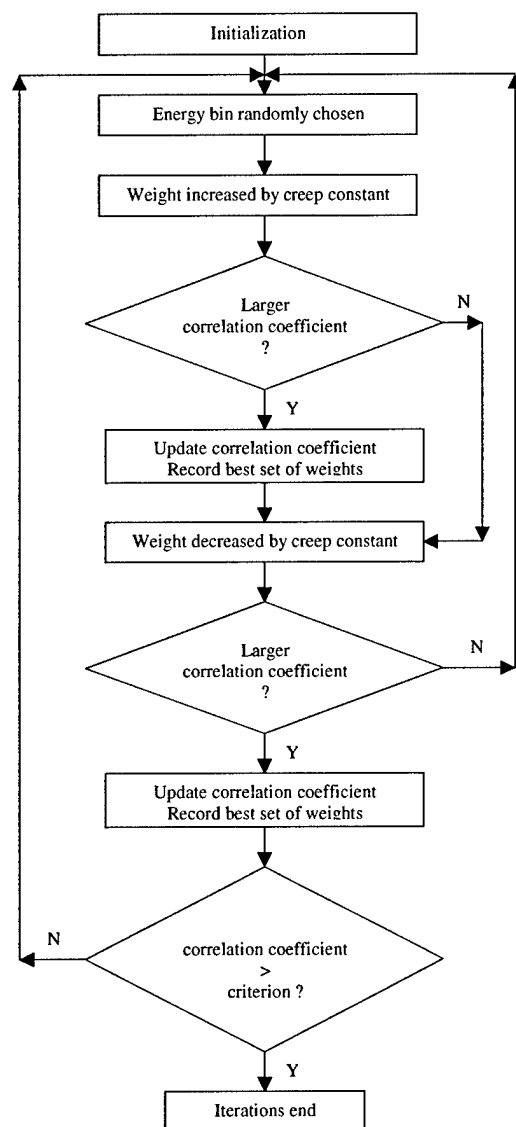 Initialization
Energy bin randomly chosen
Weight increased by creep constant
Larger
correlation coefficient
?
N
Y
Update correlation coefficient
Record best set of weights
Weight decreased by creep constant
Larger
correlation coefficient
?
N
Y
Update correlation coefficient
Record best set of weights
N
correlation coefficient
>
criterion ?
Y
Iterations end